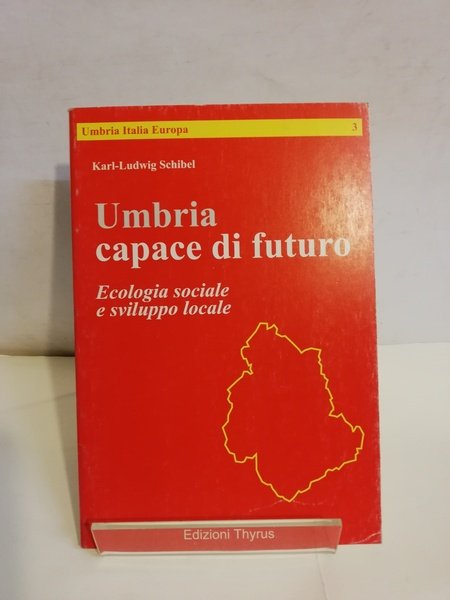 Umbria Italia Europa 3
Karl-Ludwig Schibel
Umbria
capace di futuro
Ecologia sociale
e sviluppo locale
Edizioni Thyrus